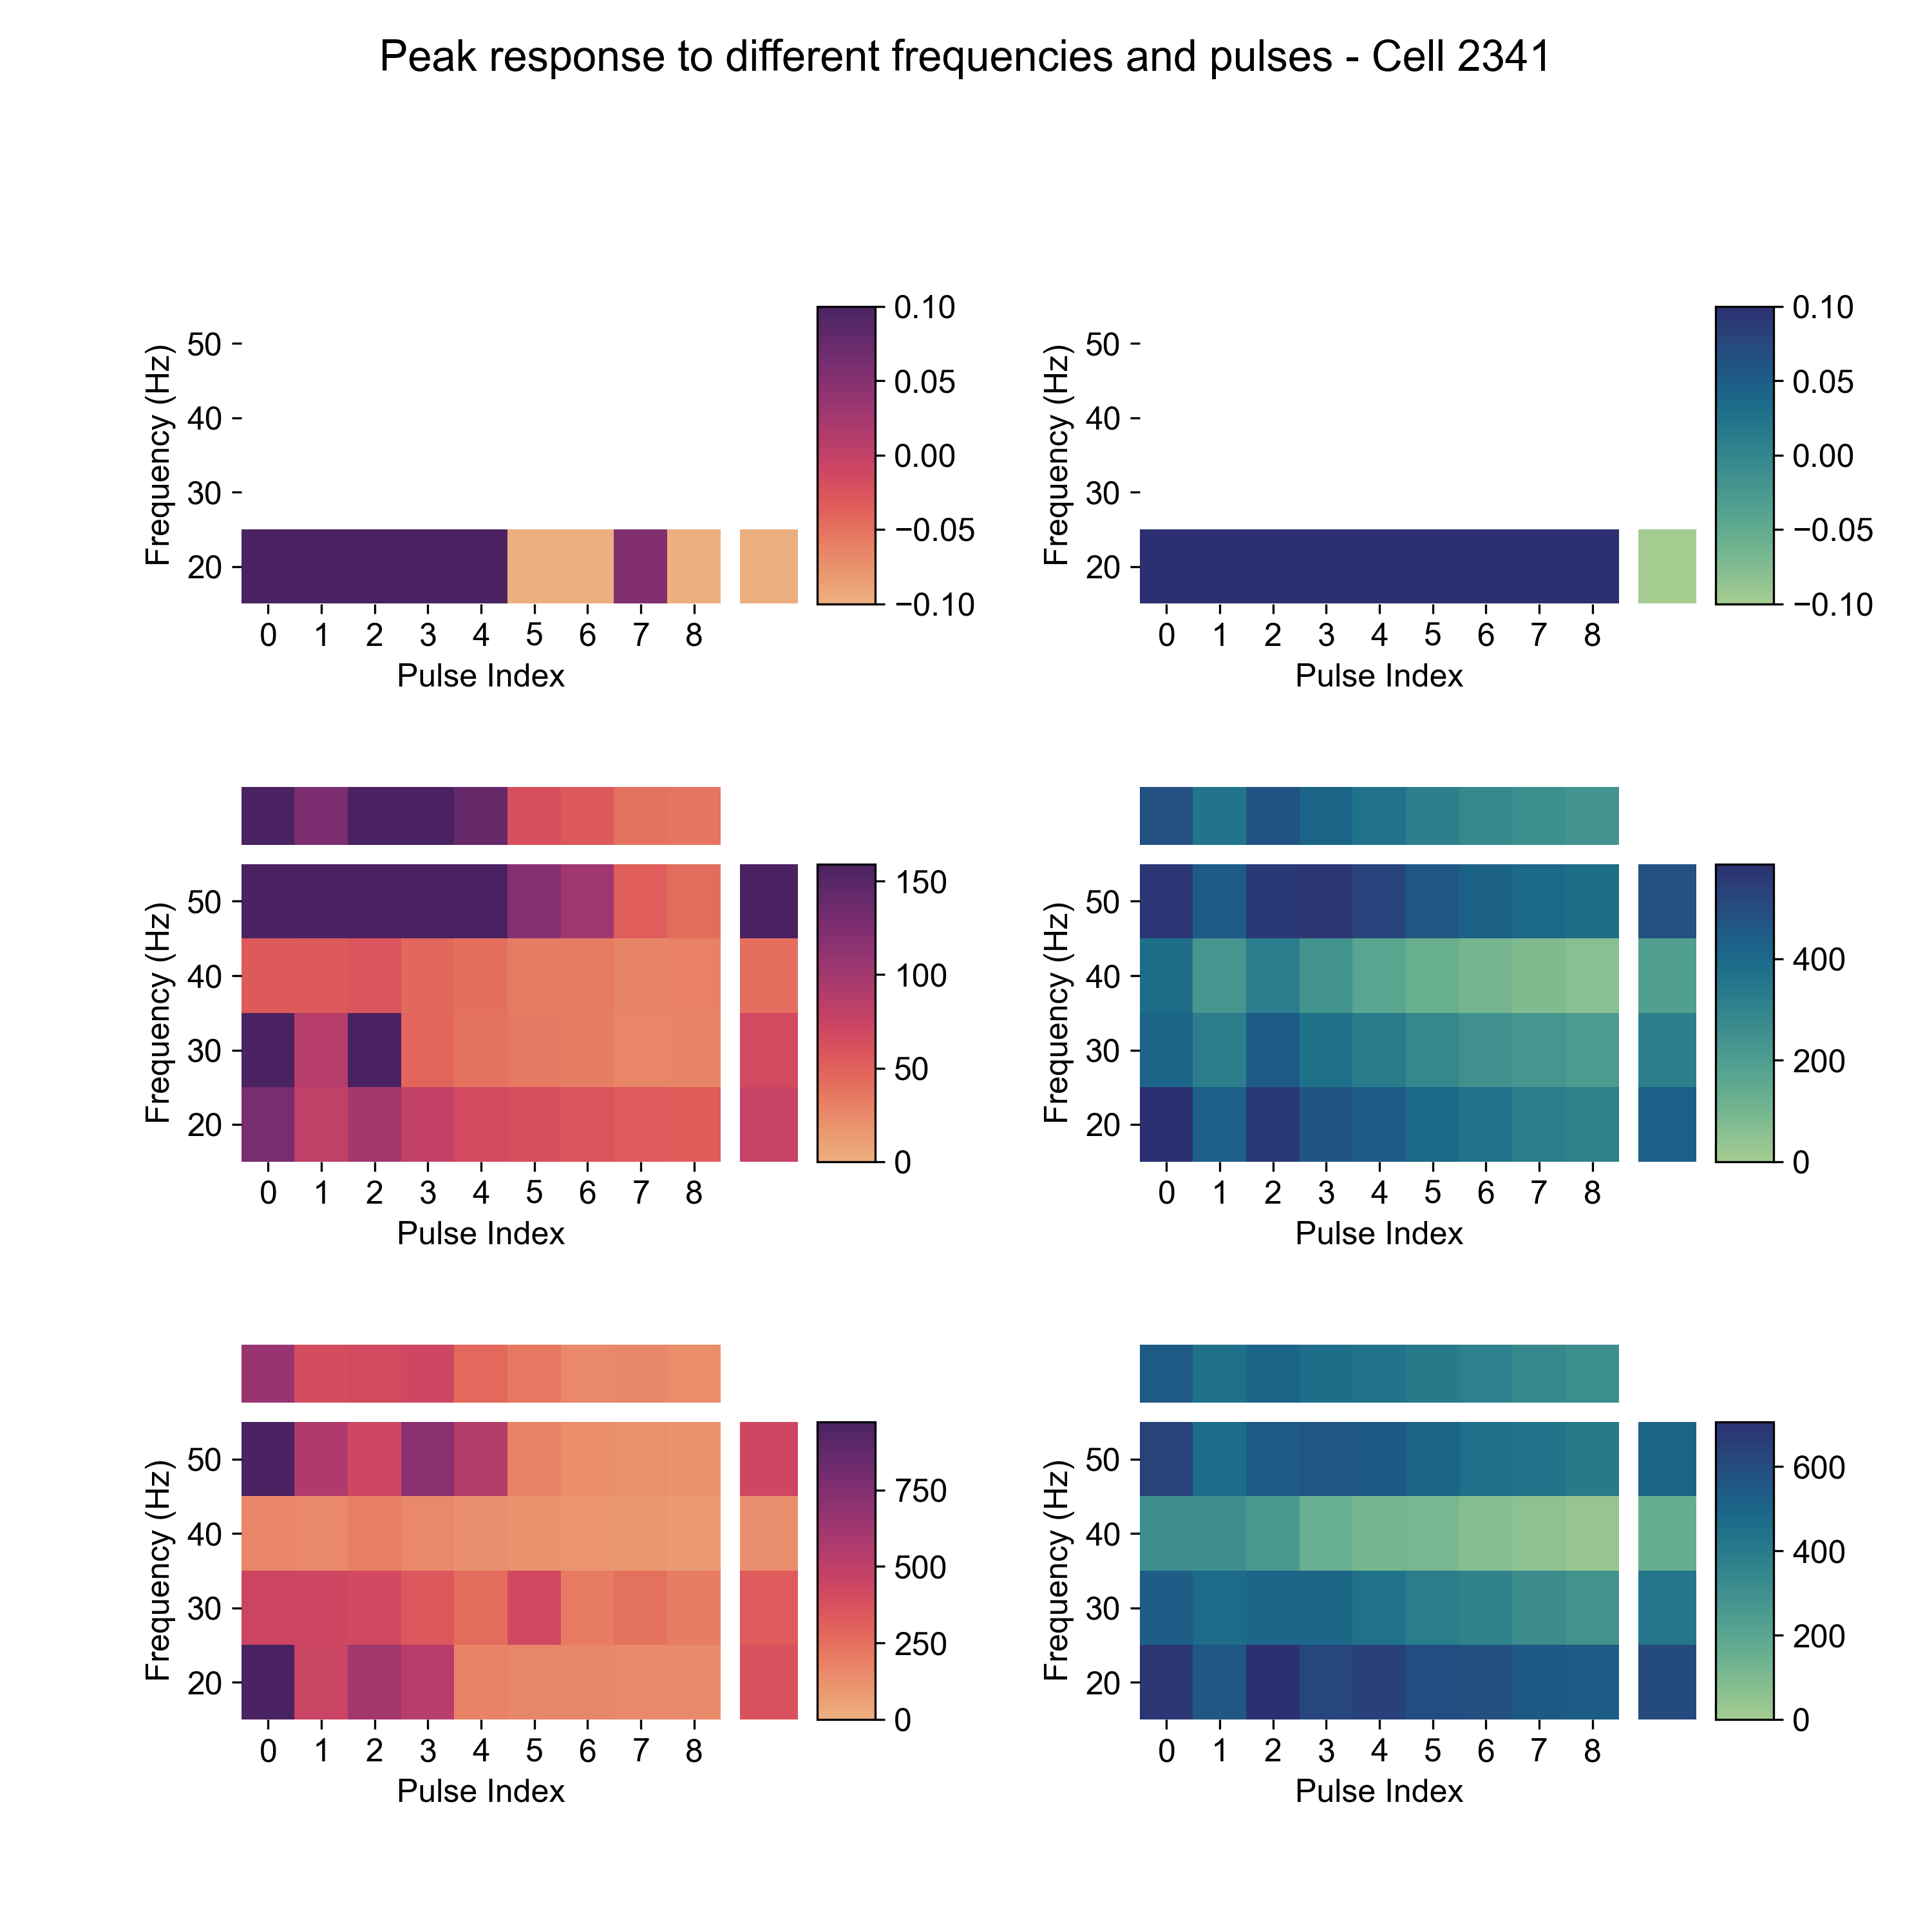 Peak response to different frequencies and pulses - Cell 2341
Frequency (Hz)
50
40
30
20
0 1 2 3 4 5 6 7 8
Pulse Index
0.10
0.05
0.00
−0.05
−0.10
Frequency (Hz)
50
40
30
20
0 1 2 3 4 5 6 7 8
Pulse Index
0.10
0.05
0.00
−0.05
−0.10
Frequency (Hz)
50
40
30
20
0 1 2 3 4 5 6 7 8
Pulse Index
150
100
50
0
Frequency (Hz)
50
40
30
20
0 1 2 3 4 5 6 7 8
Pulse Index
400
200
0
Frequency (Hz)
50
40
30
20
0 1 2 3 4 5 6 7 8
Pulse Index
750
500
250
0
Frequency (Hz)
50
40
30
20
0 1 2 3 4 5 6 7 8
Pulse Index
600
400
200
0